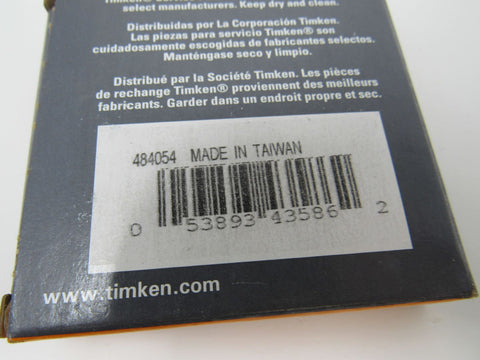 select manufacturers. Keep dry and clean.
Distribuidas por La Corporación Timken.
Las piezas para servicio Timken® son
cuidadosamente escogidas de fabricantes selectos.
Manténgase seco y limpio.
Distribué par la Société Timken. Les pièces
de rechange Timken® proviennent des meilleurs
fabricants. Garder dans un endroit propre et sec.
484054 MADE IN TAIWAN
0 53893 43586 2
www.timken.com